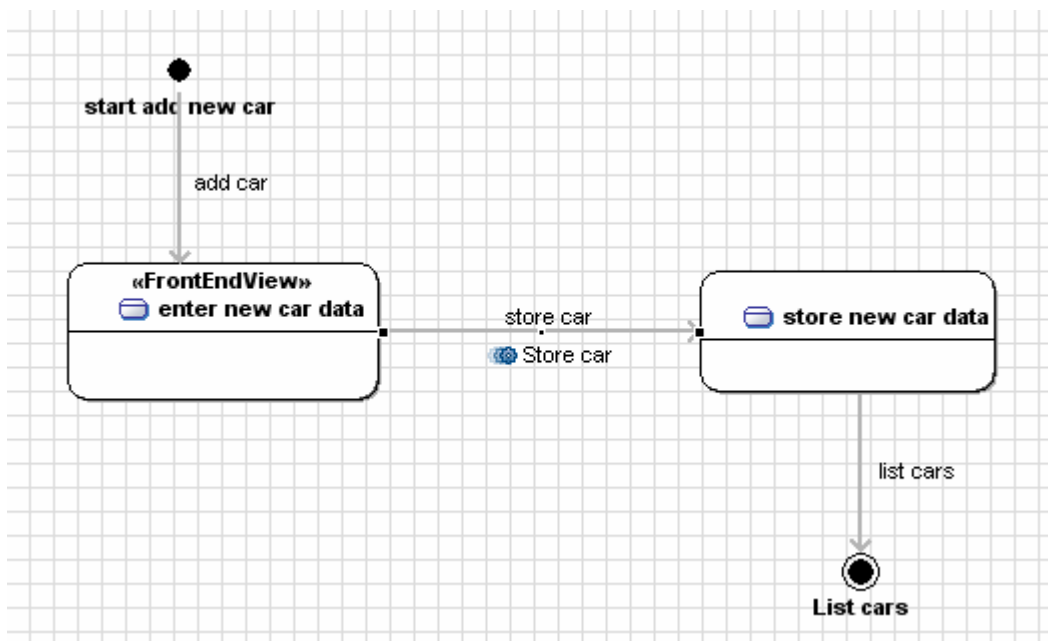 start add new car
add car
«FrontEndView»
enter new car data
store car
Store car
store new car data
list cars
List cars